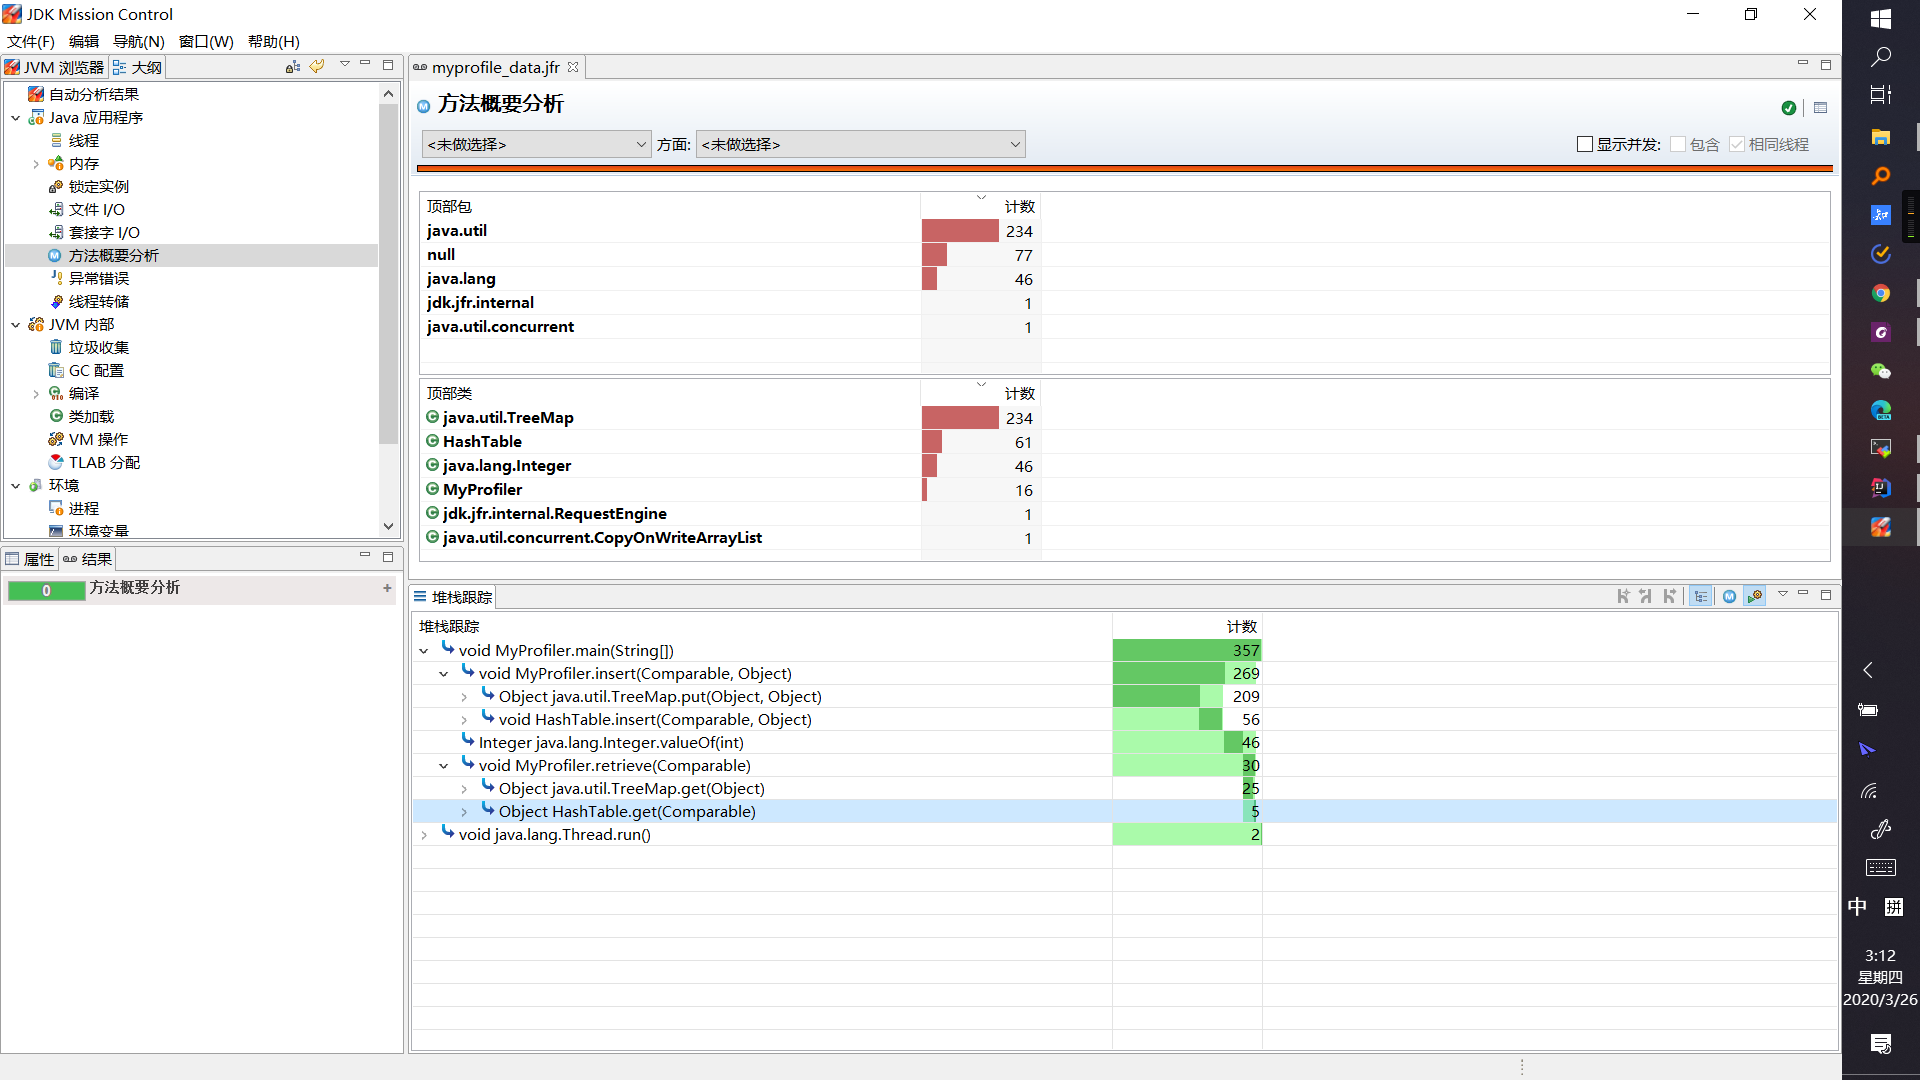 JDK Mission Control
文件(F) 编辑 导航(N) 窗口(W) 帮助(H)
JVM 浏览器 大纲
自动分析结果
Java 应用程序
线程
内存
锁定实例
文件 I/O
套接字 I/O
方法概要分析
异常错误
线程转储
JVM 内部
垃圾收集
GC 配置
编译
类加载
VM 操作
TLAB 分配
环境
进程
环境变量
属性 结果
0 方法概要分析
myprofile_data.jfr
方法概要分析
<未做选择> 方面: <未做选择> 显示并发: 包含 相同线程
顶部包 计数
java.util 234
null 77
java.lang 46
jdk.jfr.internal 1
java.util.concurrent 1
顶部类 计数
java.util.TreeMap 234
HashTable 61
java.lang.Integer 46
MyProfiler 16
jdk.jfr.internal.RequestEngine 1
java.util.concurrent.CopyOnWriteArrayList 1
堆栈跟踪
堆栈跟踪 计数
void MyProfiler.main(String[]) 357
void MyProfiler.insert(Comparable, Object) 269
Object java.util.TreeMap.put(Object, Object) 209
void HashTable.insert(Comparable, Object) 56
Integer java.lang.Integer.valueOf(int) 46
void MyProfiler.retrieve(Comparable) 30
Object java.util.TreeMap.get(Object) 25
Object HashTable.get(Comparable) 5
void java.lang.Thread.run() 2
中 拼
3:12
星期四
2020/3/26